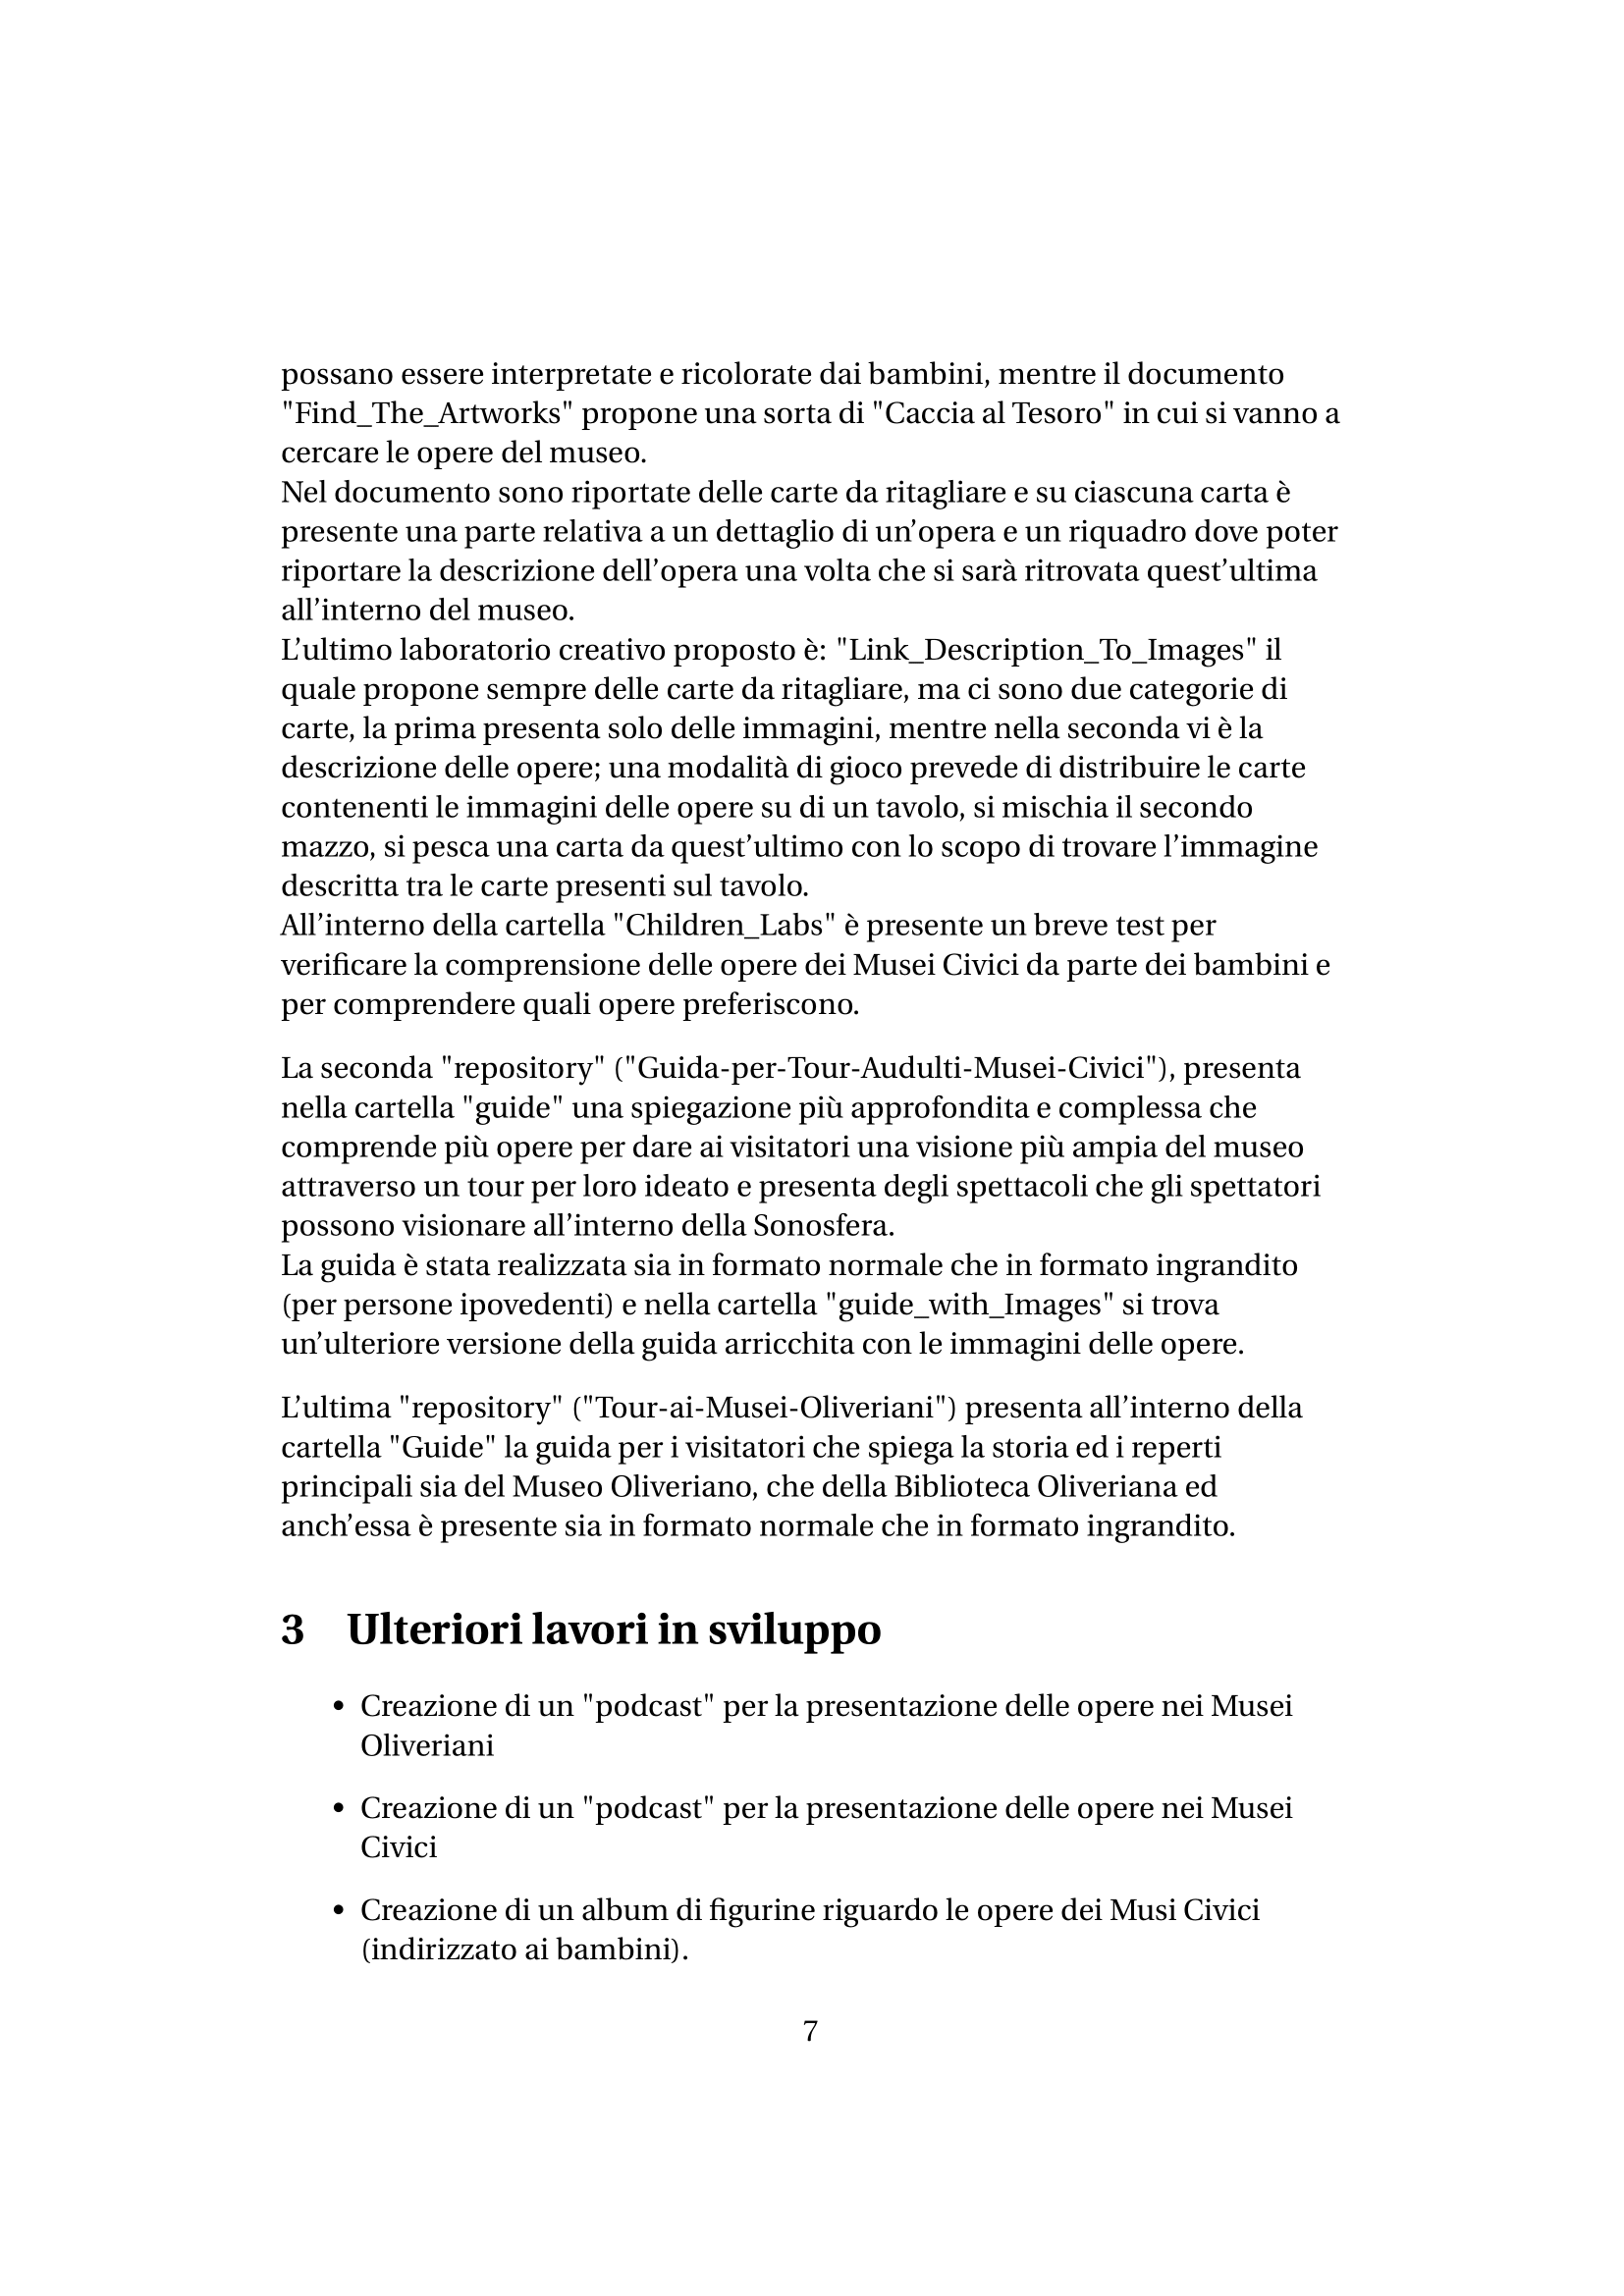 possano essere interpretate e ricolorate dai bambini, mentre il documento
"Find_The_Artworks" propone una sorta di "Caccia al Tesoro" in cui si vanno a
cercare le opere del museo.
Nel documento sono riportate delle carte da ritagliare e su ciascuna carta è
presente una parte relativa a un dettaglio di un'opera e un riquadro dove poter
riportare la descrizione dell'opera una volta che si sarà ritrovata quest'ultima
all'interno del museo.
L'ultimo laboratorio creativo proposto è: "Link_Description_To_Images" il
quale propone sempre delle carte da ritagliare, ma ci sono due categorie di
carte, la prima presenta solo delle immagini, mentre nella seconda vi è la
descrizione delle opere; una modalità di gioco prevede di distribuire le carte
contenenti le immagini delle opere su di un tavolo, si mischia il secondo
mazzo, si pesca una carta da quest'ultimo con lo scopo di trovare l'immagine
descritta tra le carte presenti sul tavolo.
All'interno della cartella "Children_Labs" è presente un breve test per
verificare la comprensione delle opere dei Musei Civici da parte dei bambini e
per comprendere quali opere preferiscono.
La seconda "repository" ("Guida-per-Tour-Audulti-Musei-Civici"), presenta
nella cartella "guide" una spiegazione più approfondita e complessa che
comprende più opere per dare ai visitatori una visione più ampia del museo
attraverso un tour per loro ideato e presenta degli spettacoli che gli spettatori
possono visionare all'interno della Sonosfera.
La guida è stata realizzata sia in formato normale che in formato ingrandito
(per persone ipovedenti) e nella cartella "guide_with_Images" si trova
un'ulteriore versione della guida arricchita con le immagini delle opere.
L'ultima "repository" ("Tour-ai-Musei-Oliveriani") presenta all'interno della
cartella "Guide" la guida per i visitatori che spiega la storia ed i reperti
principali sia del Museo Oliveriano, che della Biblioteca Oliveriana ed
anch'essa è presente sia in formato normale che in formato ingrandito.
3 Ulteriori lavori in sviluppo
• Creazione di un "podcast" per la presentazione delle opere nei Musei
Oliveriani
• Creazione di un "podcast" per la presentazione delle opere nei Musei
Civici
• Creazione di un album di figurine riguardo le opere dei Musi Civici
(indirizzato ai bambini).
7